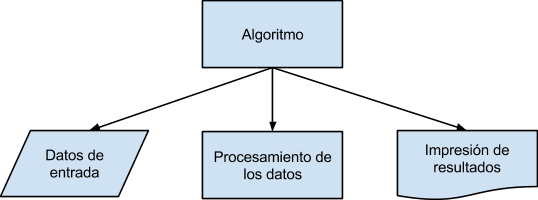 Algoritmo
Datos de
entrada
Procesamiento de
los datos
Impresión de
resultados